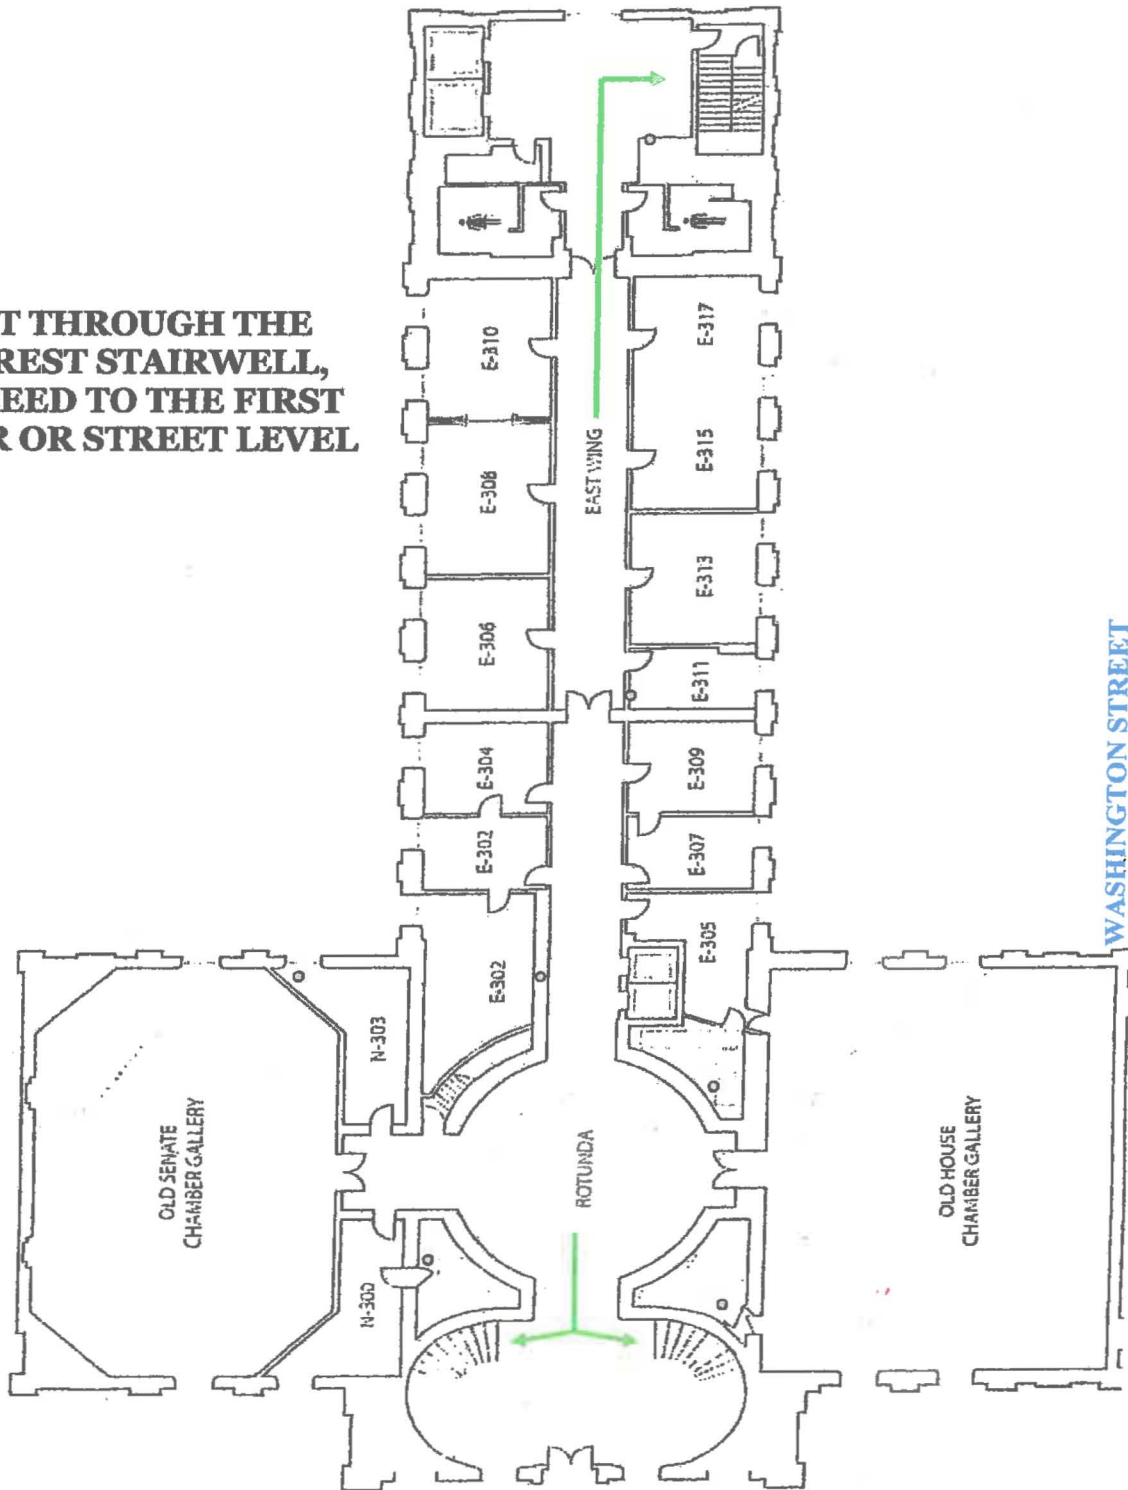 T THROUGH THE
REST STAIRWELL,
EED TO THE FIRST
R OR STREET LEVEL
E-310
E-317
E-308
E-315
EAST WING
E-313
E-306
E-311
E-304
E-309
E-302
E-307
E-302
E-305
N-303
WASHINGTON STREET
OLD SENATE
CHAMBER GALLERY
ROTUNDA
OLD HOUSE
CHAMBER GALLERY
N-300